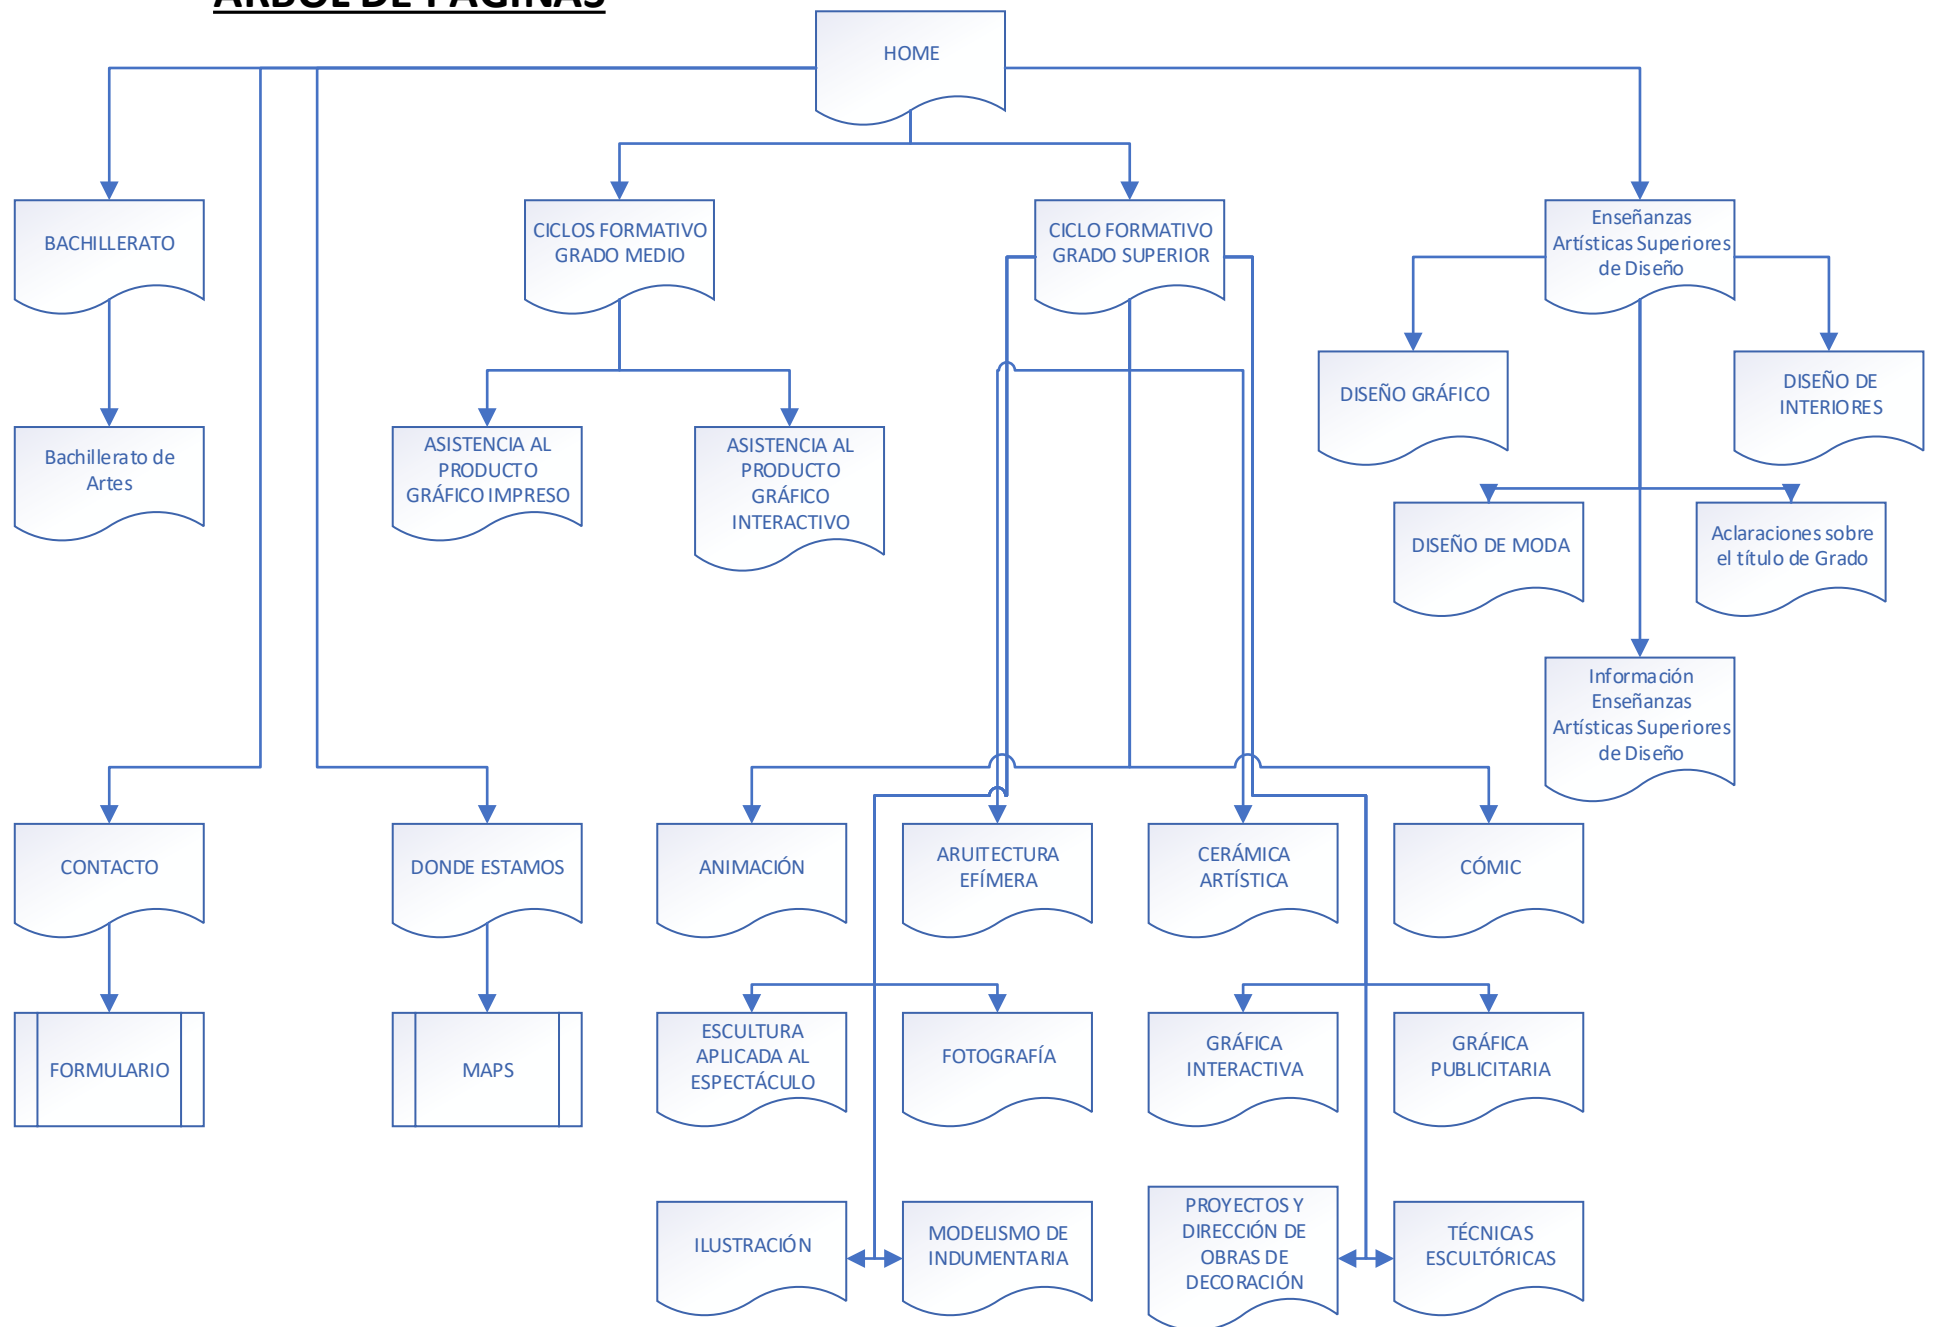 ÁRBOL DE PÁGINAS
HOME
BACHILLERATO
CICLOS FORMATIVO
GRADO MEDIO
CICLO FORMATIVO
GRADO SUPERIOR
Enseñanzas
Artísticas Superiores
de Diseño
DISEÑO GRÁFICO
DISEÑO DE
INTERIORES
Bachillerato de
Artes
ASISTENCIA AL
PRODUCTO
GRÁFICO IMPRESO
ASISTENCIA AL
PRODUCTO
GRÁFICO
INTERACTIVO
DISEÑO DE MODA
Aclaraciones sobre
el título de Grado
Información
Enseñanzas
Artísticas Superiores
de Diseño
CONTACTO
DONDE ESTAMOS
ANIMACIÓN
ARUITECTURA
EFÍMERA
CERÁMICA
ARTÍSTICA
CÓMIC
FORMULARIO
MAPS
ESCULTURA
APLICADA AL
ESPECTÁCULO
FOTOGRAFÍA
GRÁFICA
INTERACTIVA
GRÁFICA
PUBLICITARIA
ILUSTRACIÓN
MODELISMO DE
INDUMENTARIA
PROYECTOS Y
DIRECCIÓN DE
OBRAS DE
DECORACIÓN
TÉCNICAS
ESCULTÓRICAS